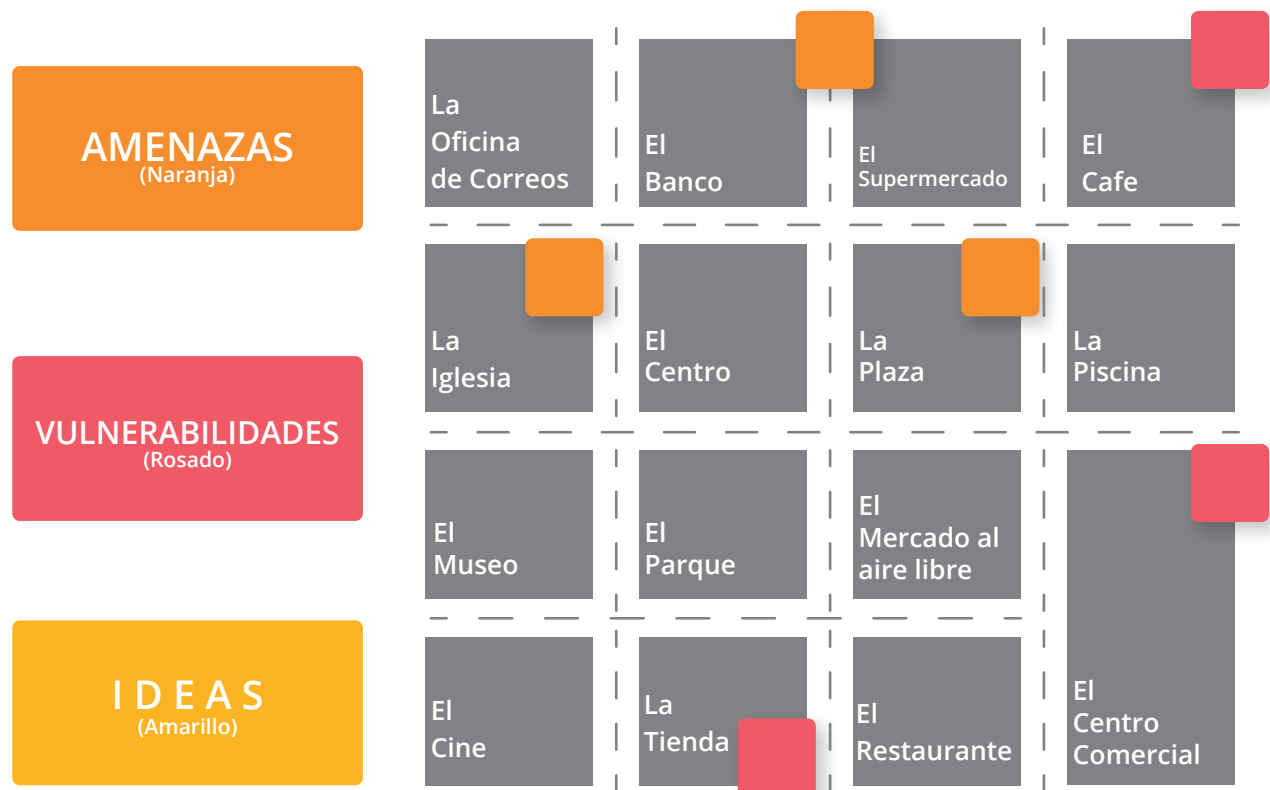 AMENAZAS
(Naranja)
VULNERABILIDADES
(Rosado)
I D E A S
(Amarillo)
La
Oficina
de Correos
El
Banco
El
Supermercado
El
Cafe
La
Iglesia
El
Centro
La
Plaza
La
Piscina
El
Museo
El
Parque
El
Mercado al
aire libre
El
Cine
La
Tienda
El
Restaurante
El
Centro
Comercial